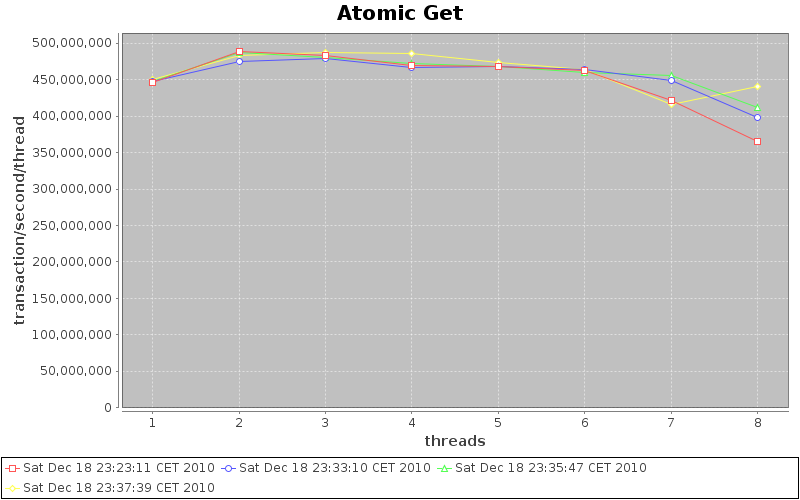 Atomic Get
transaction/second/thread
500,000,000
450,000,000
400,000,000
350,000,000
300,000,000
250,000,000
200,000,000
150,000,000
100,000,000
50,000,000
0
1 2 3 4 5 6 7 8
threads
Sat Dec 18 23:23:11 CET 2010 Sat Dec 18 23:33:10 CET 2010 Sat Dec 18 23:35:47 CET 2010
Sat Dec 18 23:37:39 CET 2010